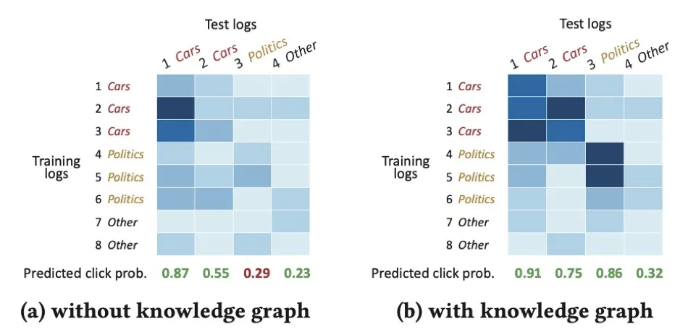 Test logs
1 Cars 2 Cars 3 Politics 4 Other
1 Cars
2 Cars
3 Cars
Training logs
4 Politics
5 Politics
6 Politics
7 Other
8 Other
Predicted click prob. 0.87 0.55 0.29 0.23
(a) without knowledge graph
Test logs
1 Cars 2 Cars 3 Politics 4 Other
1 Cars
2 Cars
3 Cars
Training logs
4 Politics
5 Politics
6 Politics
7 Other
8 Other
Predicted click prob. 0.91 0.75 0.86 0.32
(b) with knowledge graph